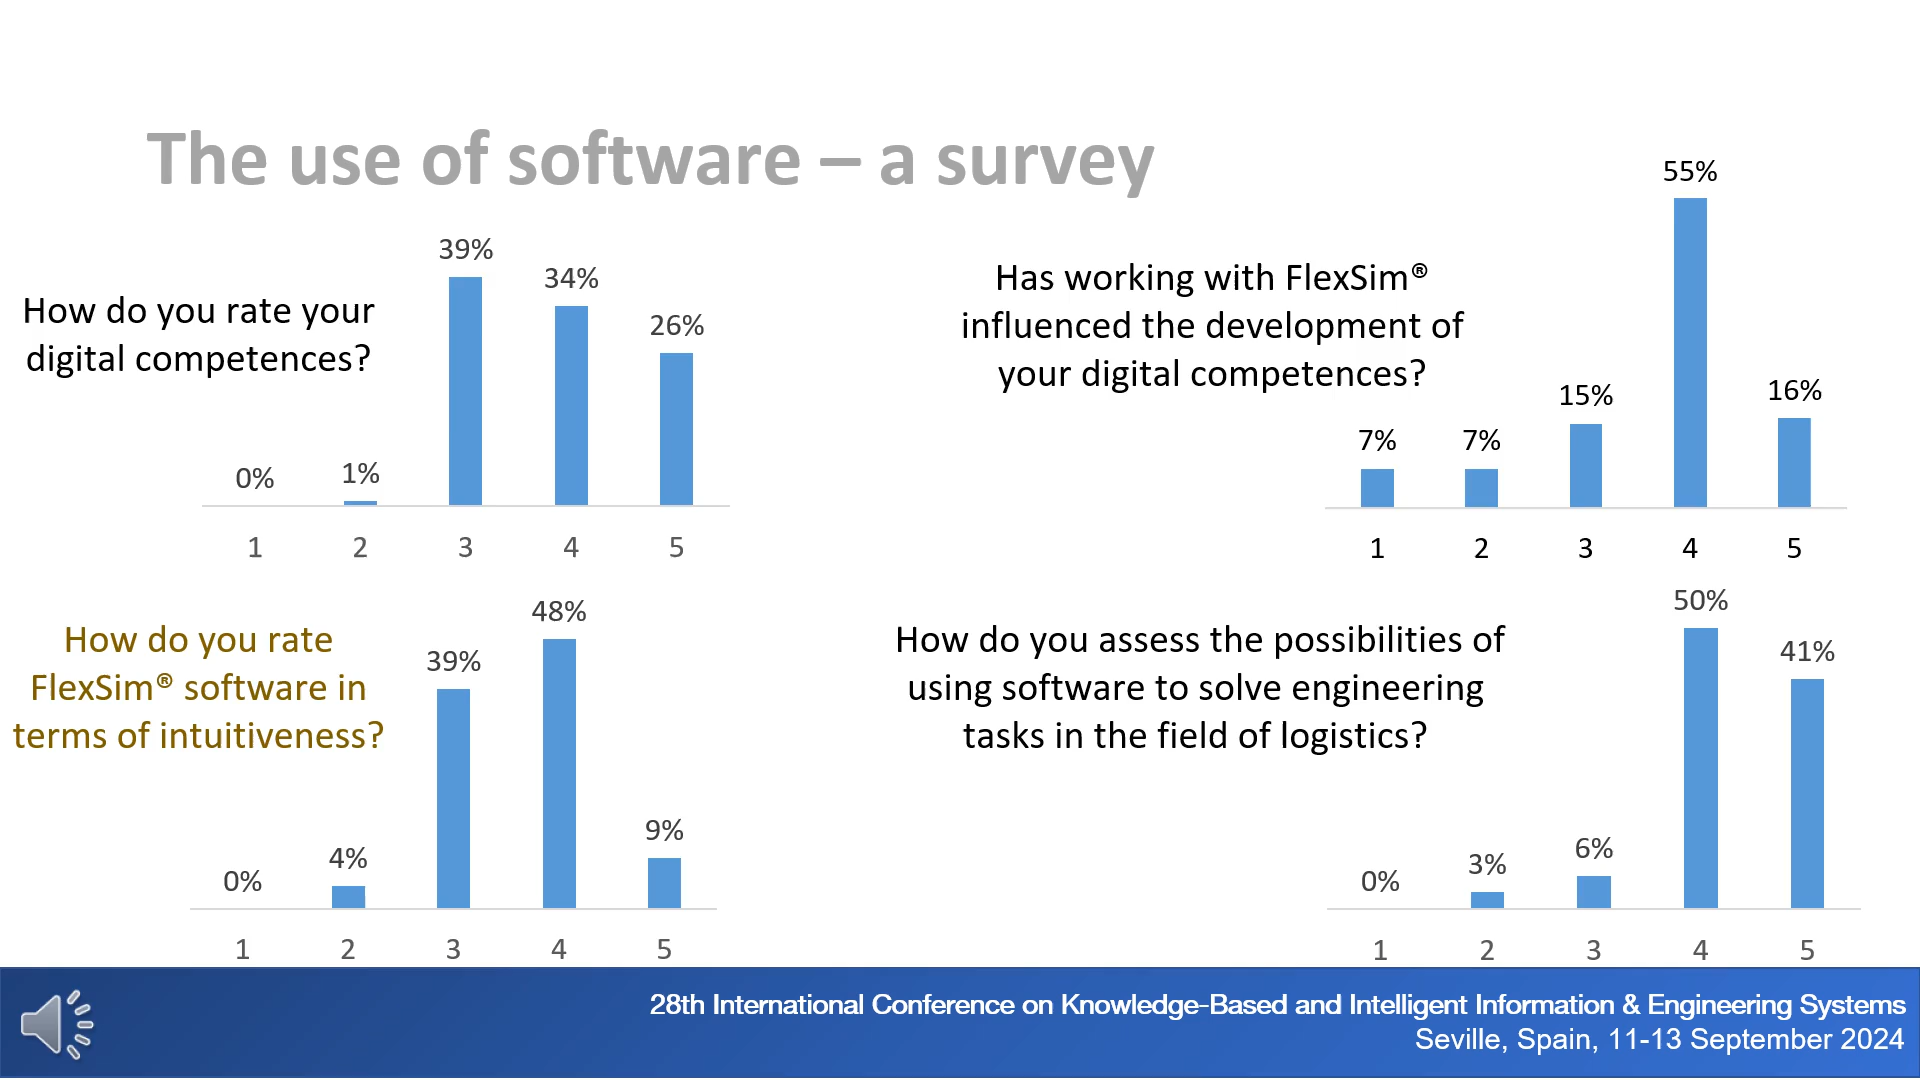 The use of software – a survey
How do you rate your
digital competences?
39%
34%
26%
0%
1%
1 2 3 4 5
Has working with FlexSim®
influenced the development of
your digital competences?
55%
7%
7%
15%
16%
1 2 3 4 5
How do you rate
FlexSim® software in
terms of intuitiveness?
48%
39%
9%
4%
0%
1 2 3 4 5
How do you assess the possibilities of
using software to solve engineering
tasks in the field of logistics?
50%
41%
6%
3%
0%
1 2 3 4 5
28th International Conference on Knowledge-Based and Intelligent Information & Engineering Systems
Seville, Spain, 11-13 September 2024